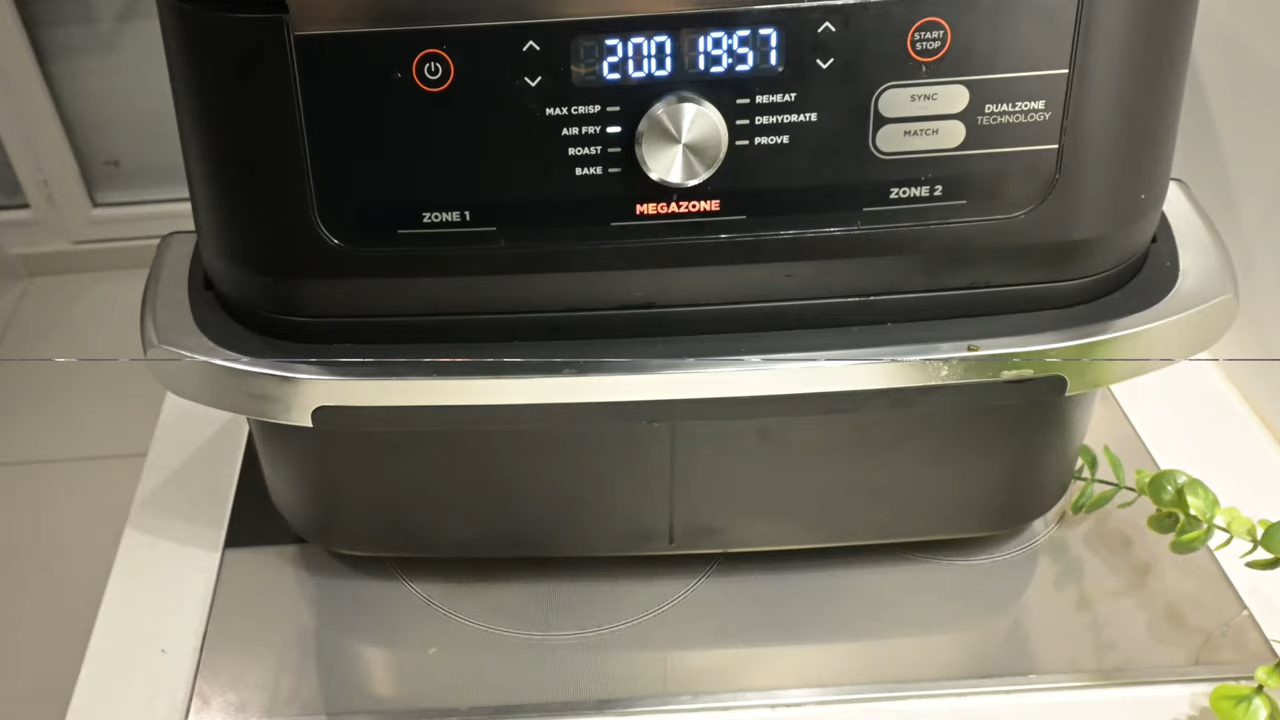 200 19:57
START
STOP
MAX CRISP
AIR FRY
ROAST
BAKE
REHEAT
DEHYDRATE
PROVE
SYNC
MATCH
DUALZONE
TECHNOLOGY
ZONE 1
MEGAZONE
ZONE 2